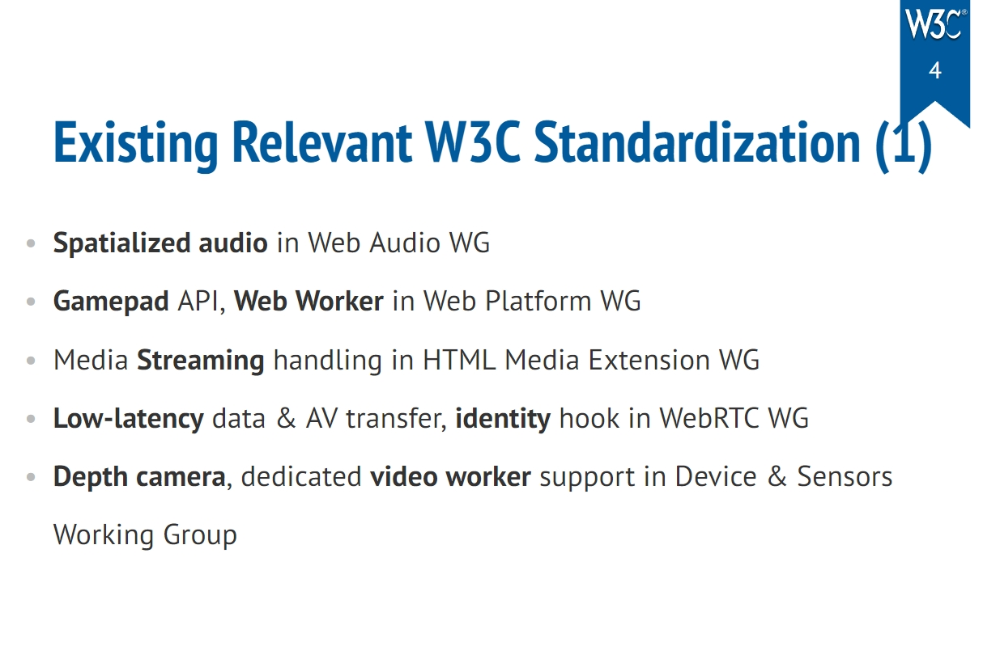 W3C®
4
Existing Relevant W3C Standardization (1)
• Spatialized audio in Web Audio WG
• Gamepad API, Web Worker in Web Platform WG
• Media Streaming handling in HTML Media Extension WG
• Low-latency data & AV transfer, identity hook in WebRTC WG
• Depth camera, dedicated video worker support in Device & Sensors
Working Group